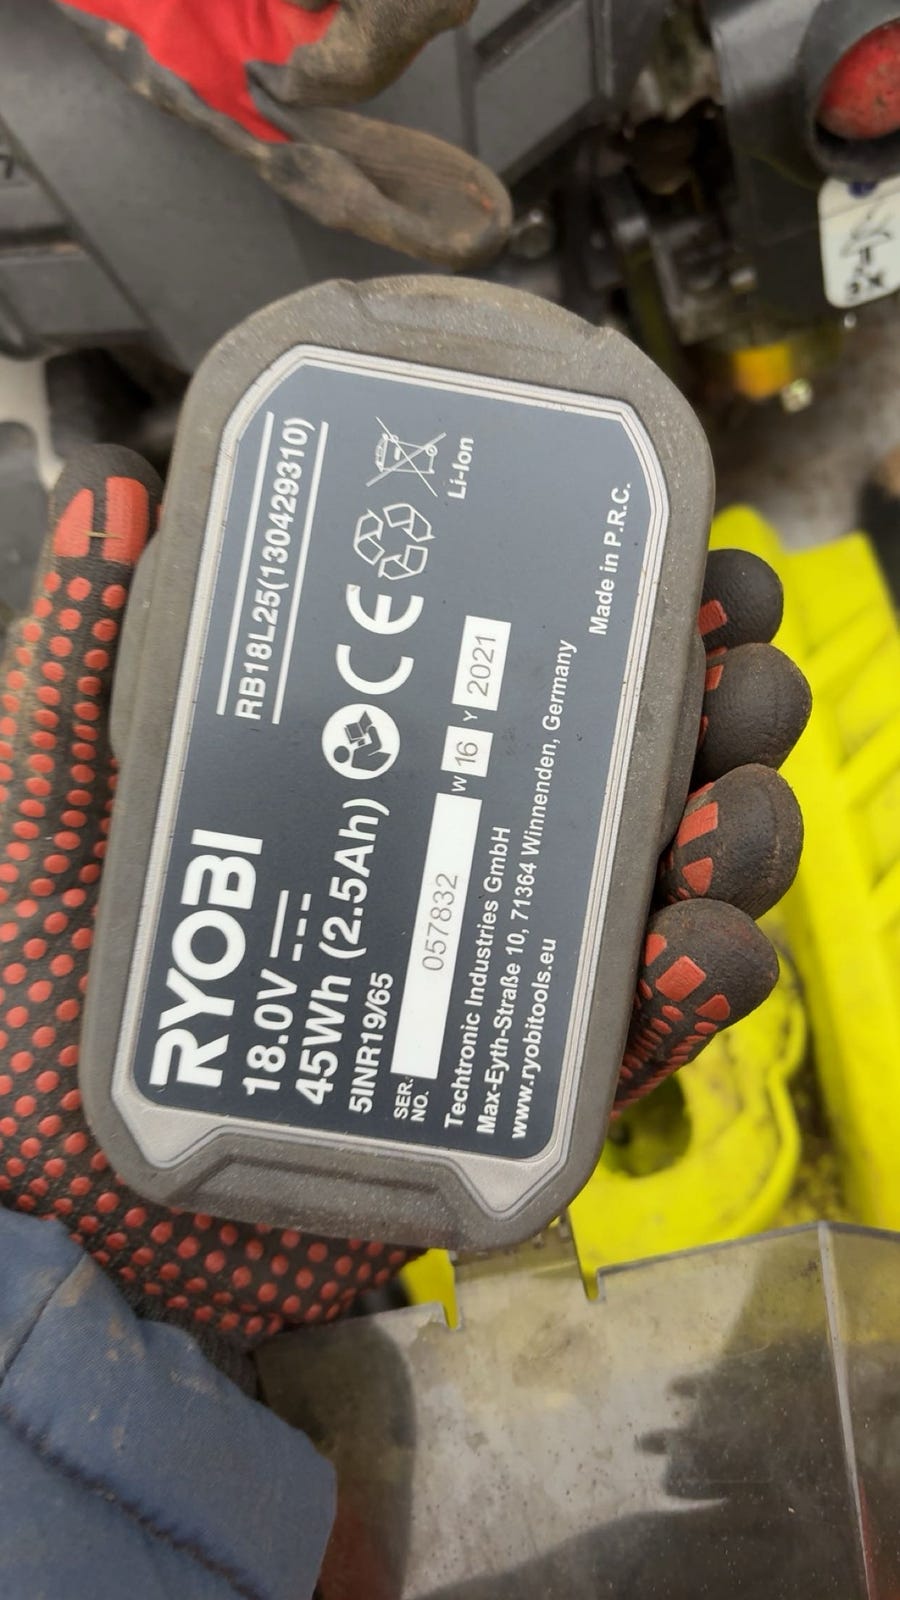 RYOBI
RB18L25(130429310)
18.0V
45Wh (2.5Ah)
CE
5INR19/65
Li-Ion
SER. NO. 057832 W 16 Y 2021
Techtronic Industries GmbH
Max-Eyth-Straße 10, 71364 Winnenden, Germany
www.ryobitools.eu
Made in P.R.C.